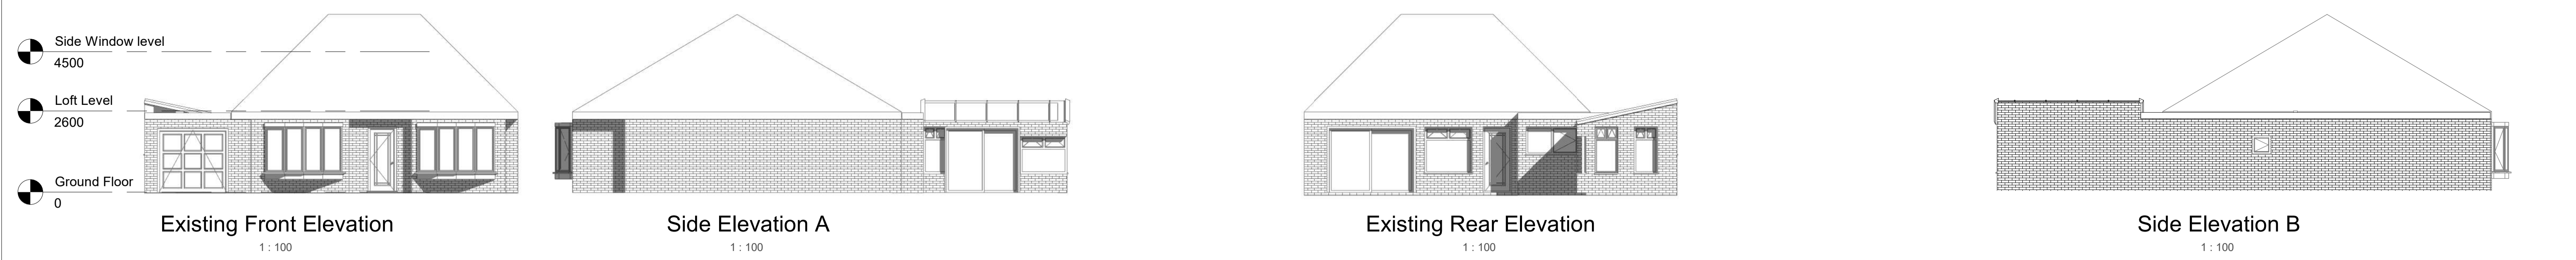 Side Window level
4500
Loft Level
2600
Ground Floor
0
Existing Front Elevation
1 : 100
Side Elevation A
1 : 100
Existing Rear Elevation
1 : 100
Side Elevation B
1 : 100